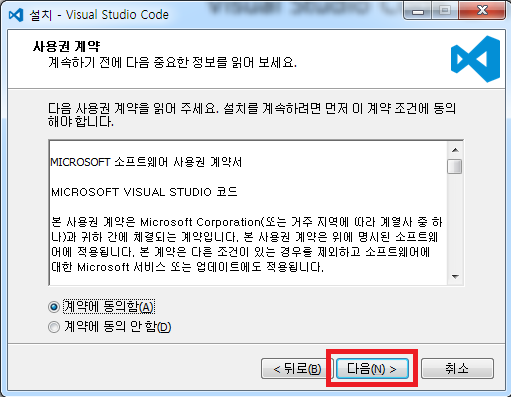 Visual Studio Code
설치 - Visual Studio Code
사용권 계약
계속하기 전에 다음 중요한 정보를 읽어 보세요.
다음 사용권 계약을 읽어 주세요. 설치를 계속하려면 먼저 이 계약 조건에 동의
해야 합니다.
MICROSOFT 소프트웨어 사용권 계약서
MICROSOFT VISUAL STUDIO 코드
본 사용권 계약은 Microsoft Corporation(또는 거주 지역에 따라 계열사 중 하
나)과 귀하 간에 체결되는 계약입니다. 본 사용권 계약은 위에 명시된 소프트웨
어에 적용됩니다. 본 계약은 다른 조건이 있는 경우를 제외하고 소프트웨어에
대한 Microsoft 서비스 또는 업데이트에도 적용됩니다.
계약에 동의함(A)
계약에 동의 안 함(D)
< 뒤로(B) 다음(N) > 취소